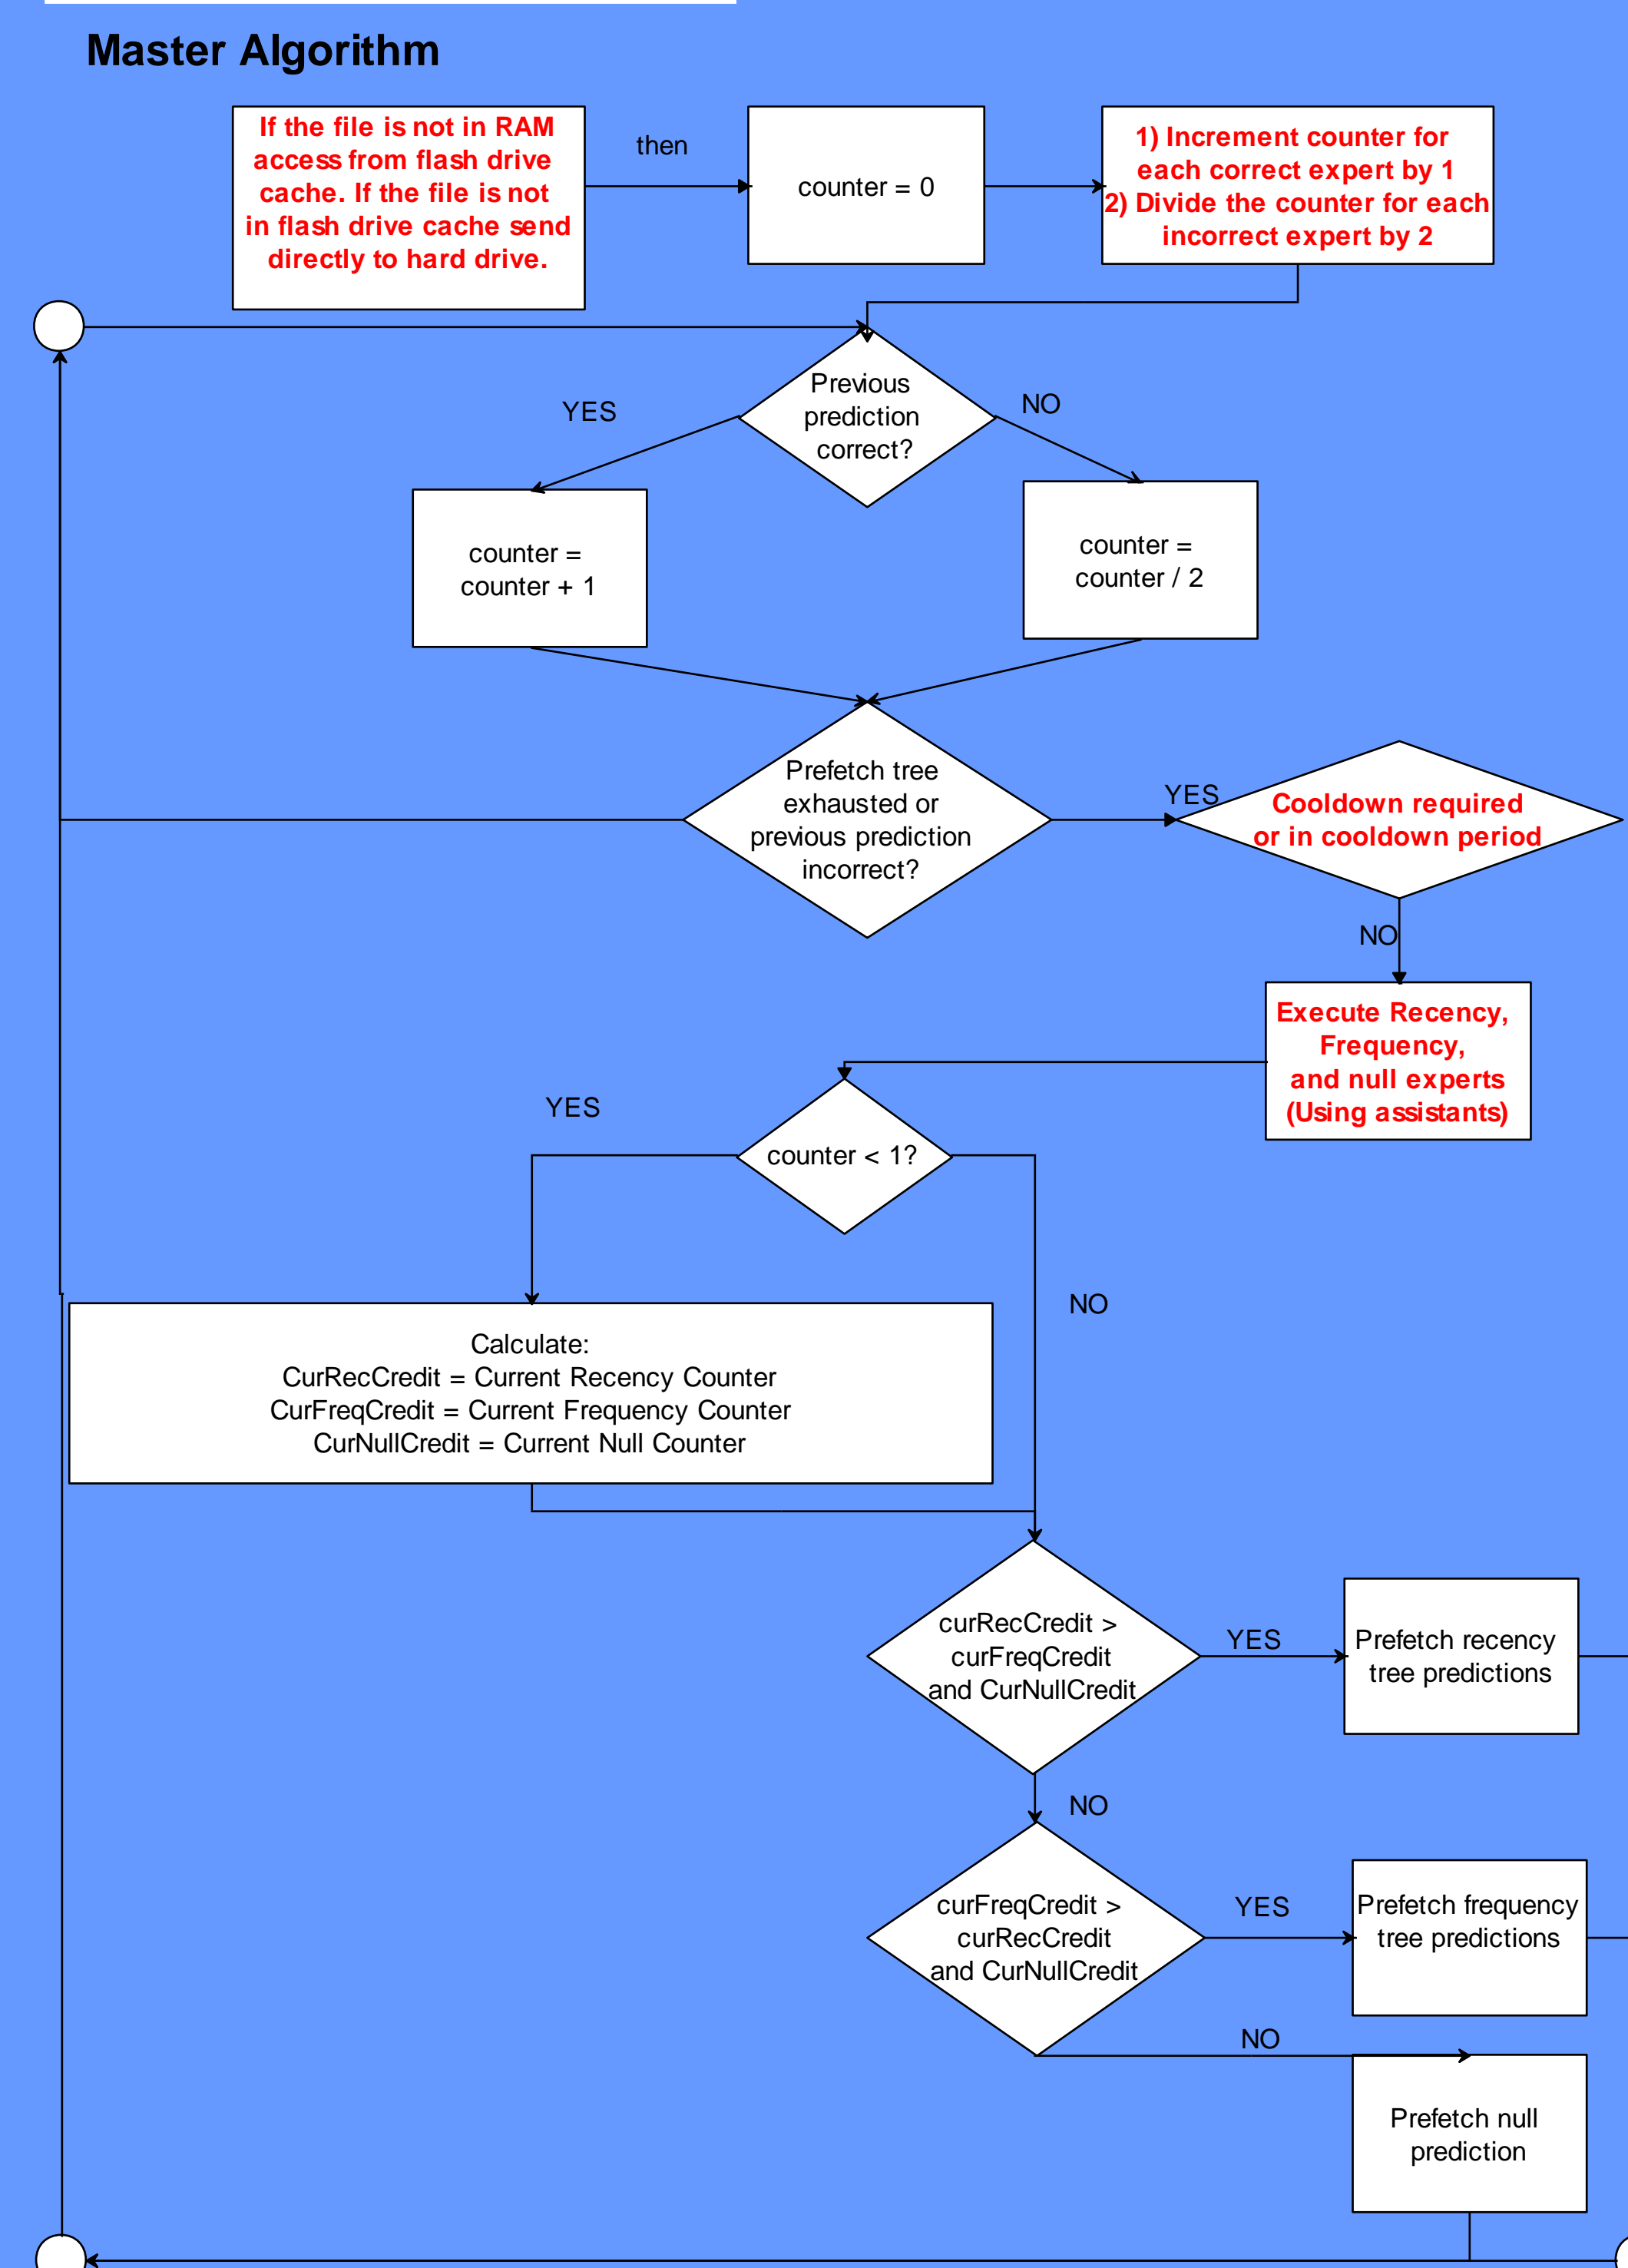 Master Algorithm
If the file is not in RAM
access from flash drive
cache. If the file is not
in flash drive cache send
directly to hard drive.
then
counter = 0
1) Increment counter for
each correct expert by 1
2) Divide the counter for each
incorrect expert by 2
Previous
prediction
correct?
YES
NO
counter =
counter + 1
counter =
counter / 2
Prefetch tree
exhausted or
previous prediction
incorrect?
YES
Cooldown required
or in cooldown period
NO
Execute Recency,
Frequency,
and null experts
(Using assistants)
counter < 1?
YES
NO
Calculate:
CurRecCredit = Current Recency Counter
CurFreqCredit = Current Frequency Counter
CurNullCredit = Current Null Counter
curRecCredit >
curFreqCredit
and CurNullCredit
YES
Prefetch recency
tree predictions
NO
curFreqCredit >
curRecCredit
and CurNullCredit
YES
Prefetch frequency
tree predictions
NO
Prefetch null
prediction